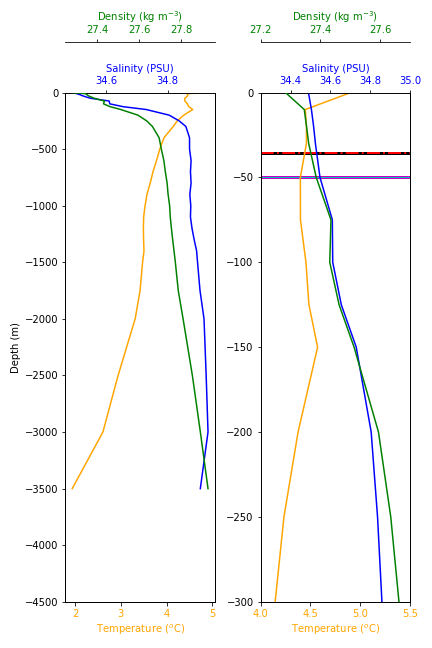 Density (kg m⁻³)
27.4 27.6 27.8
Salinity (PSU)
34.6 34.8
0
−500
−1000
−1500
−2000
−2500
−3000
−3500
−4000
−4500
Depth (m)
2 3 4 5
Temperature (°C)
Density (kg m⁻³)
27.2 27.4 27.6
Salinity (PSU)
34.4 34.6 34.8 35.0
0
−50
−100
−150
−200
−250
−300
4.0 4.5 5.0 5.5
Temperature (°C)